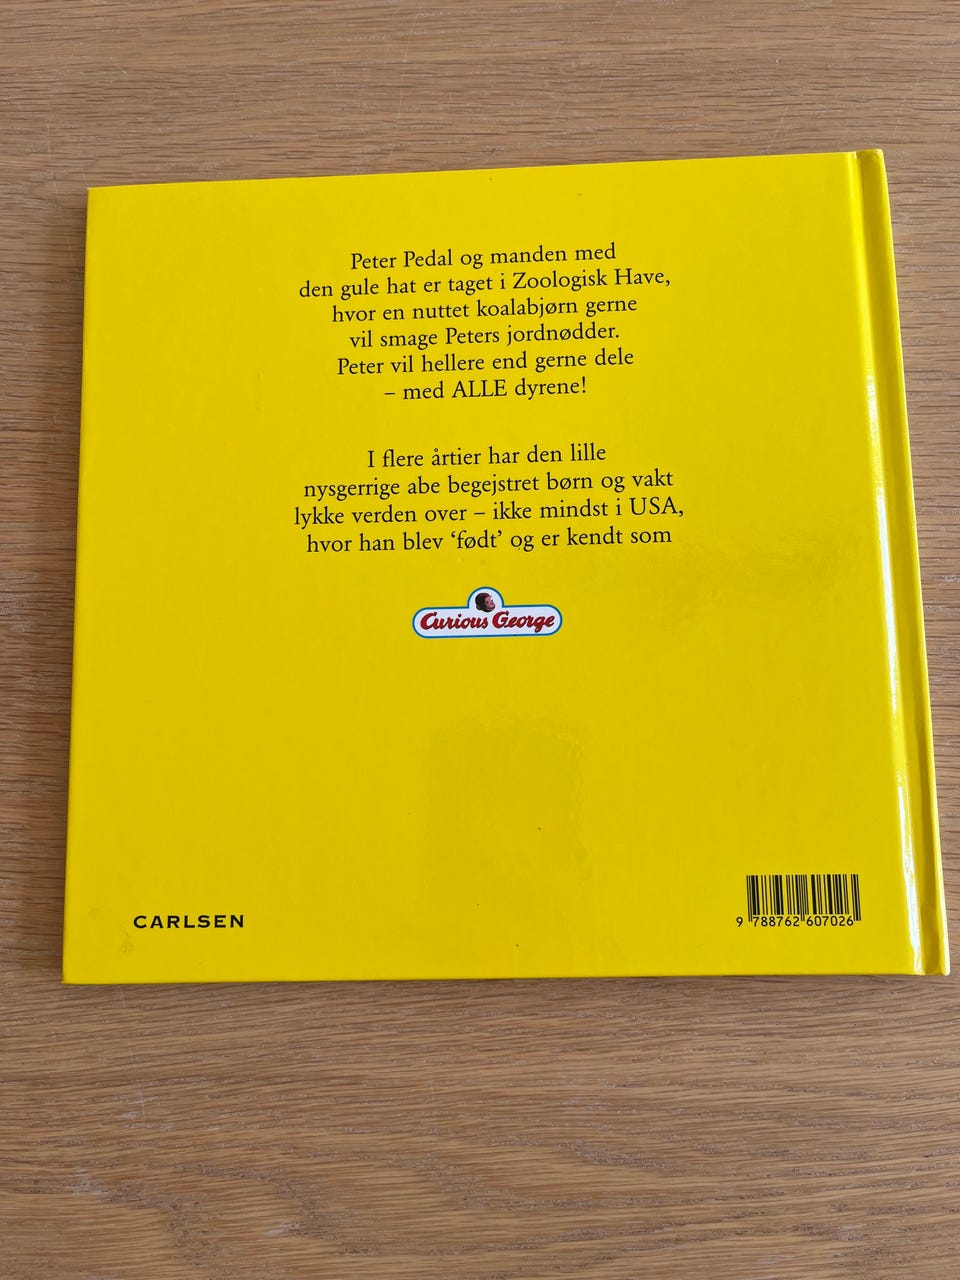 Peter Pedal og manden med
den gule hat er taget i Zoologisk Have,
hvor en nuttet koalabjørn gerne
vil smage Peters jordnødder.
Peter vil hellere end gerne dele
– med ALLE dyrene!
I flere årtier har den lille
nysgerrige abe begejstret børn og vakt
lykke verden over – ikke mindst i USA,
hvor han blev ‘født’ og er kendt som
Curious George
CARLSEN
9 788762 607026